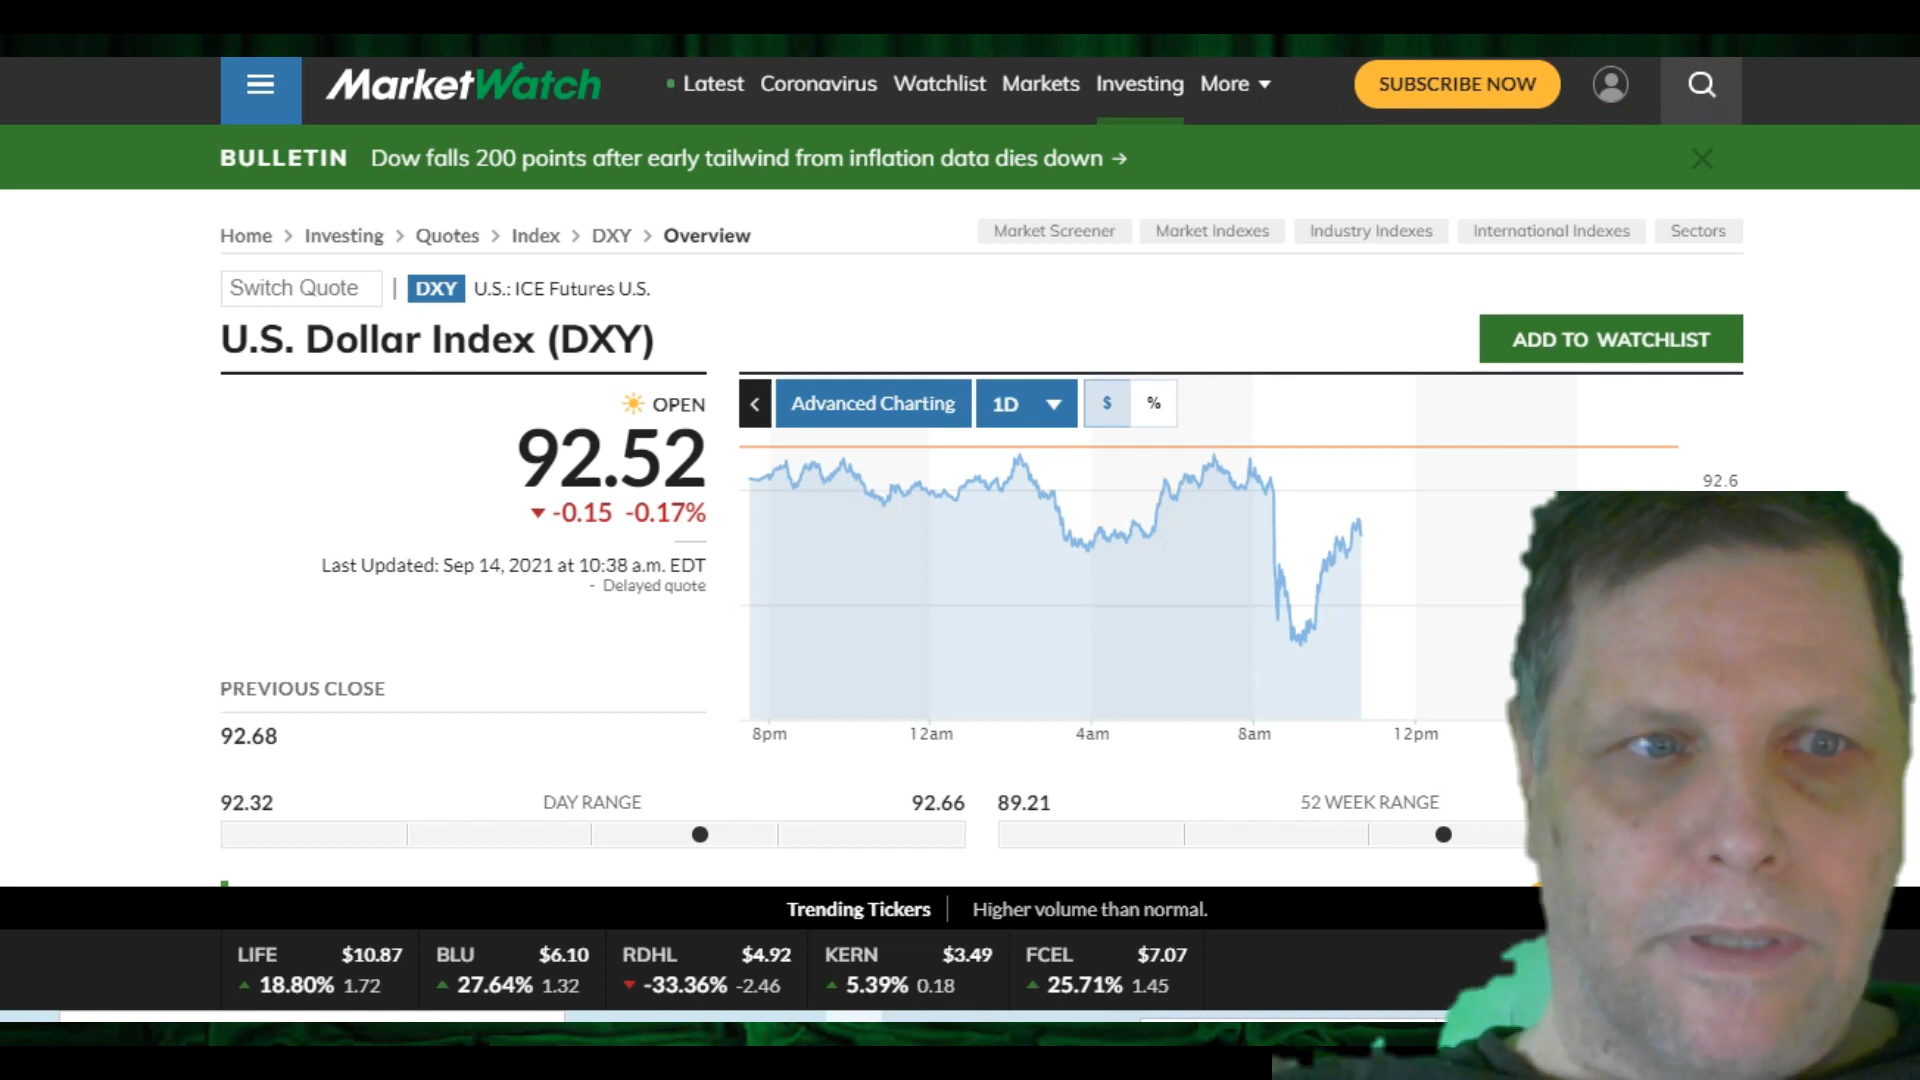 MarketWatch
Latest Coronavirus Watchlist Markets Investing More
SUBSCRIBE NOW
BULLETIN Dow falls 200 points after early tailwind from inflation data dies down →
Home > Investing > Quotes > Index > DXY > Overview
Market Screener Market Indexes Industry Indexes International Indexes Sectors
Switch Quote | DXY U.S.: ICE Futures U.S.
U.S. Dollar Index (DXY)
ADD TO WATCHLIST
OPEN
92.52
-0.15 -0.17%
Last Updated: Sep 14, 2021 at 10:38 a.m. EDT
- Delayed quote
PREVIOUS CLOSE
92.68
Advanced Charting 1D $ %
92.6
8pm 12am 4am 8am 12pm
92.32 DAY RANGE 92.66
89.21 52 WEEK RANGE
Trending Tickers | Higher volume than normal.
LIFE $10.87
18.80% 1.72
BLU $6.10
27.64% 1.32
RDHL $4.92
-33.36% -2.46
KERN $3.49
5.39% 0.18
FCEL $7.07
25.71% 1.45